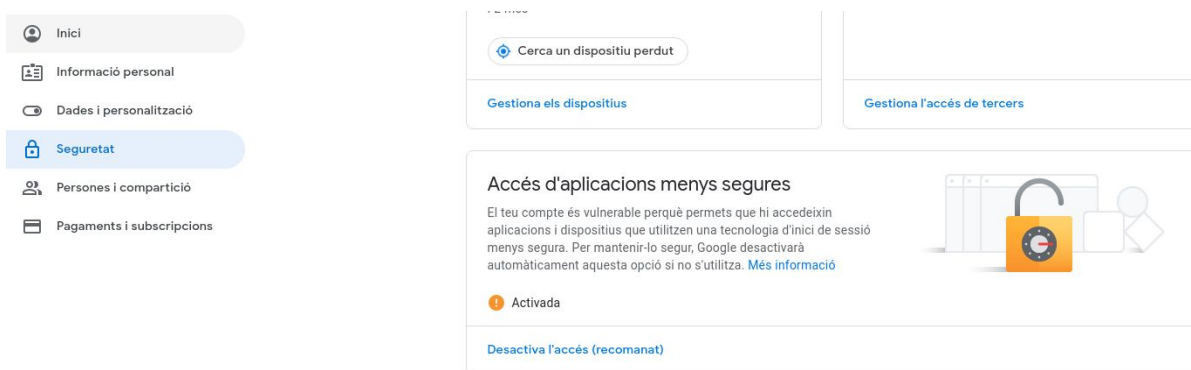 Inici
Informació personal
Dades i personalització
Seguretat
Persones i compartició
Pagaments i subscripcions
Cerca un dispositiu perdut
Gestiona els dispositius
Gestiona l'accés de tercers
Accés d'aplicacions menys segures
El teu compte és vulnerable perquè permets que hi accedeixin
aplicacions i dispositius que utilitzen una tecnologia d'inici de sessió
menys segura. Per mantenir-lo segur, Google desactivarà
automàticament aquesta opció si no s'utilitza. Més informació
Activada
Desactiva l'accés (recomanat)